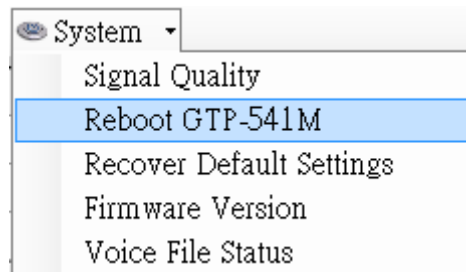 System
Signal Quality
Reboot GTP-541M
Recover Default Settings
Firmware Version
Voice File Status